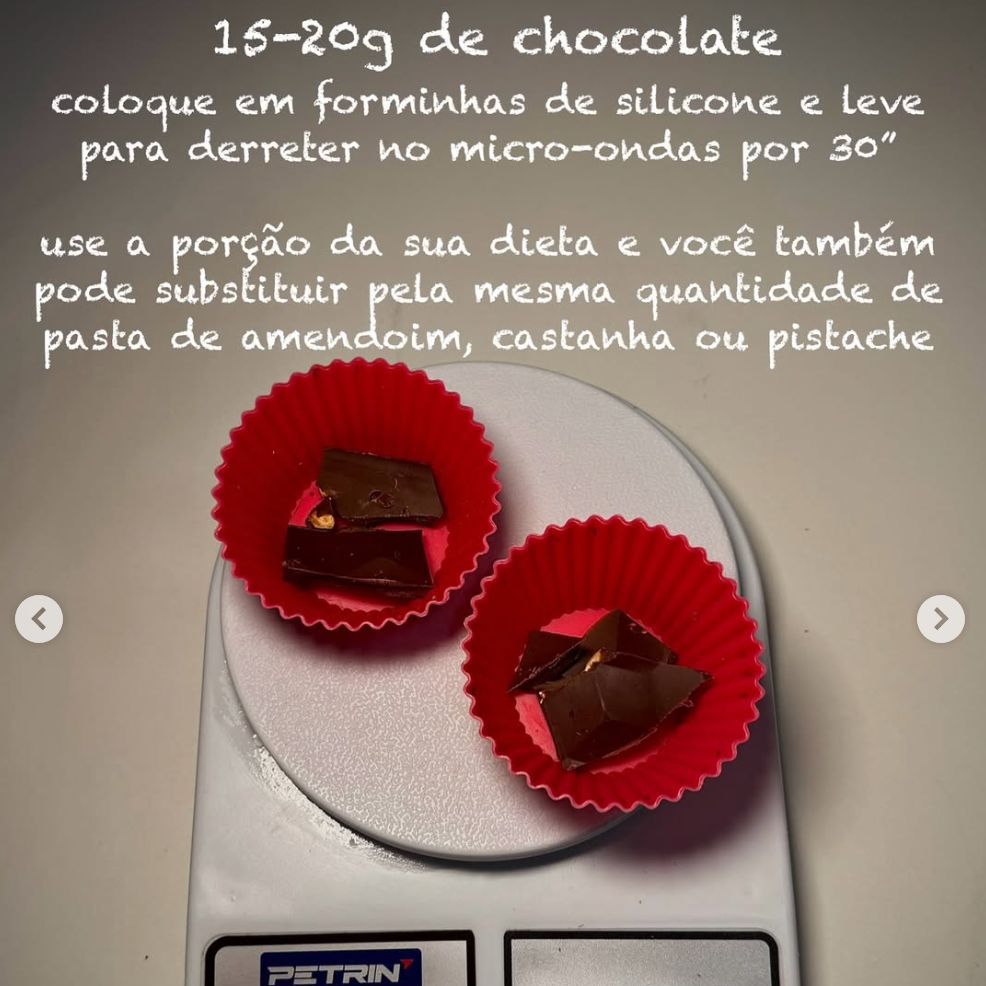 15-20g de chocolate
coloque em forminhas de silicone e leve
para derreter no micro-ondas por 30"
use a porção da sua dieta e você também
pode substituir pela mesma quantidade de
pasta de amendoim, castanha ou pistache
PETRIN